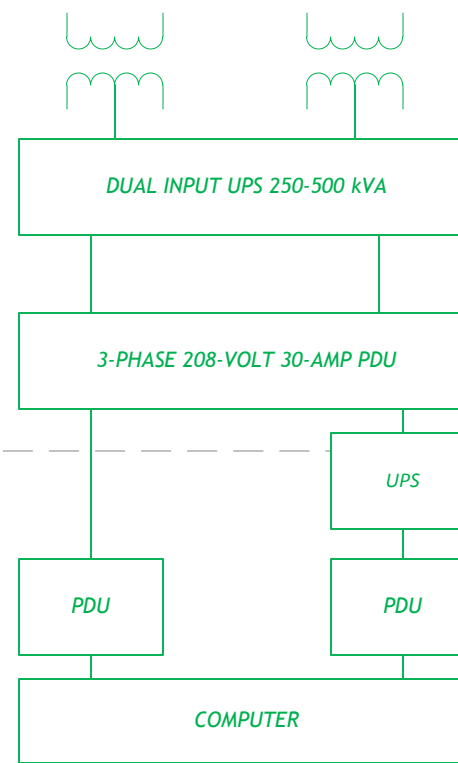 DUAL INPUT UPS 250-500 kVA
3-PHASE 208-VOLT 30-AMP PDU
UPS
PDU
PDU
COMPUTER